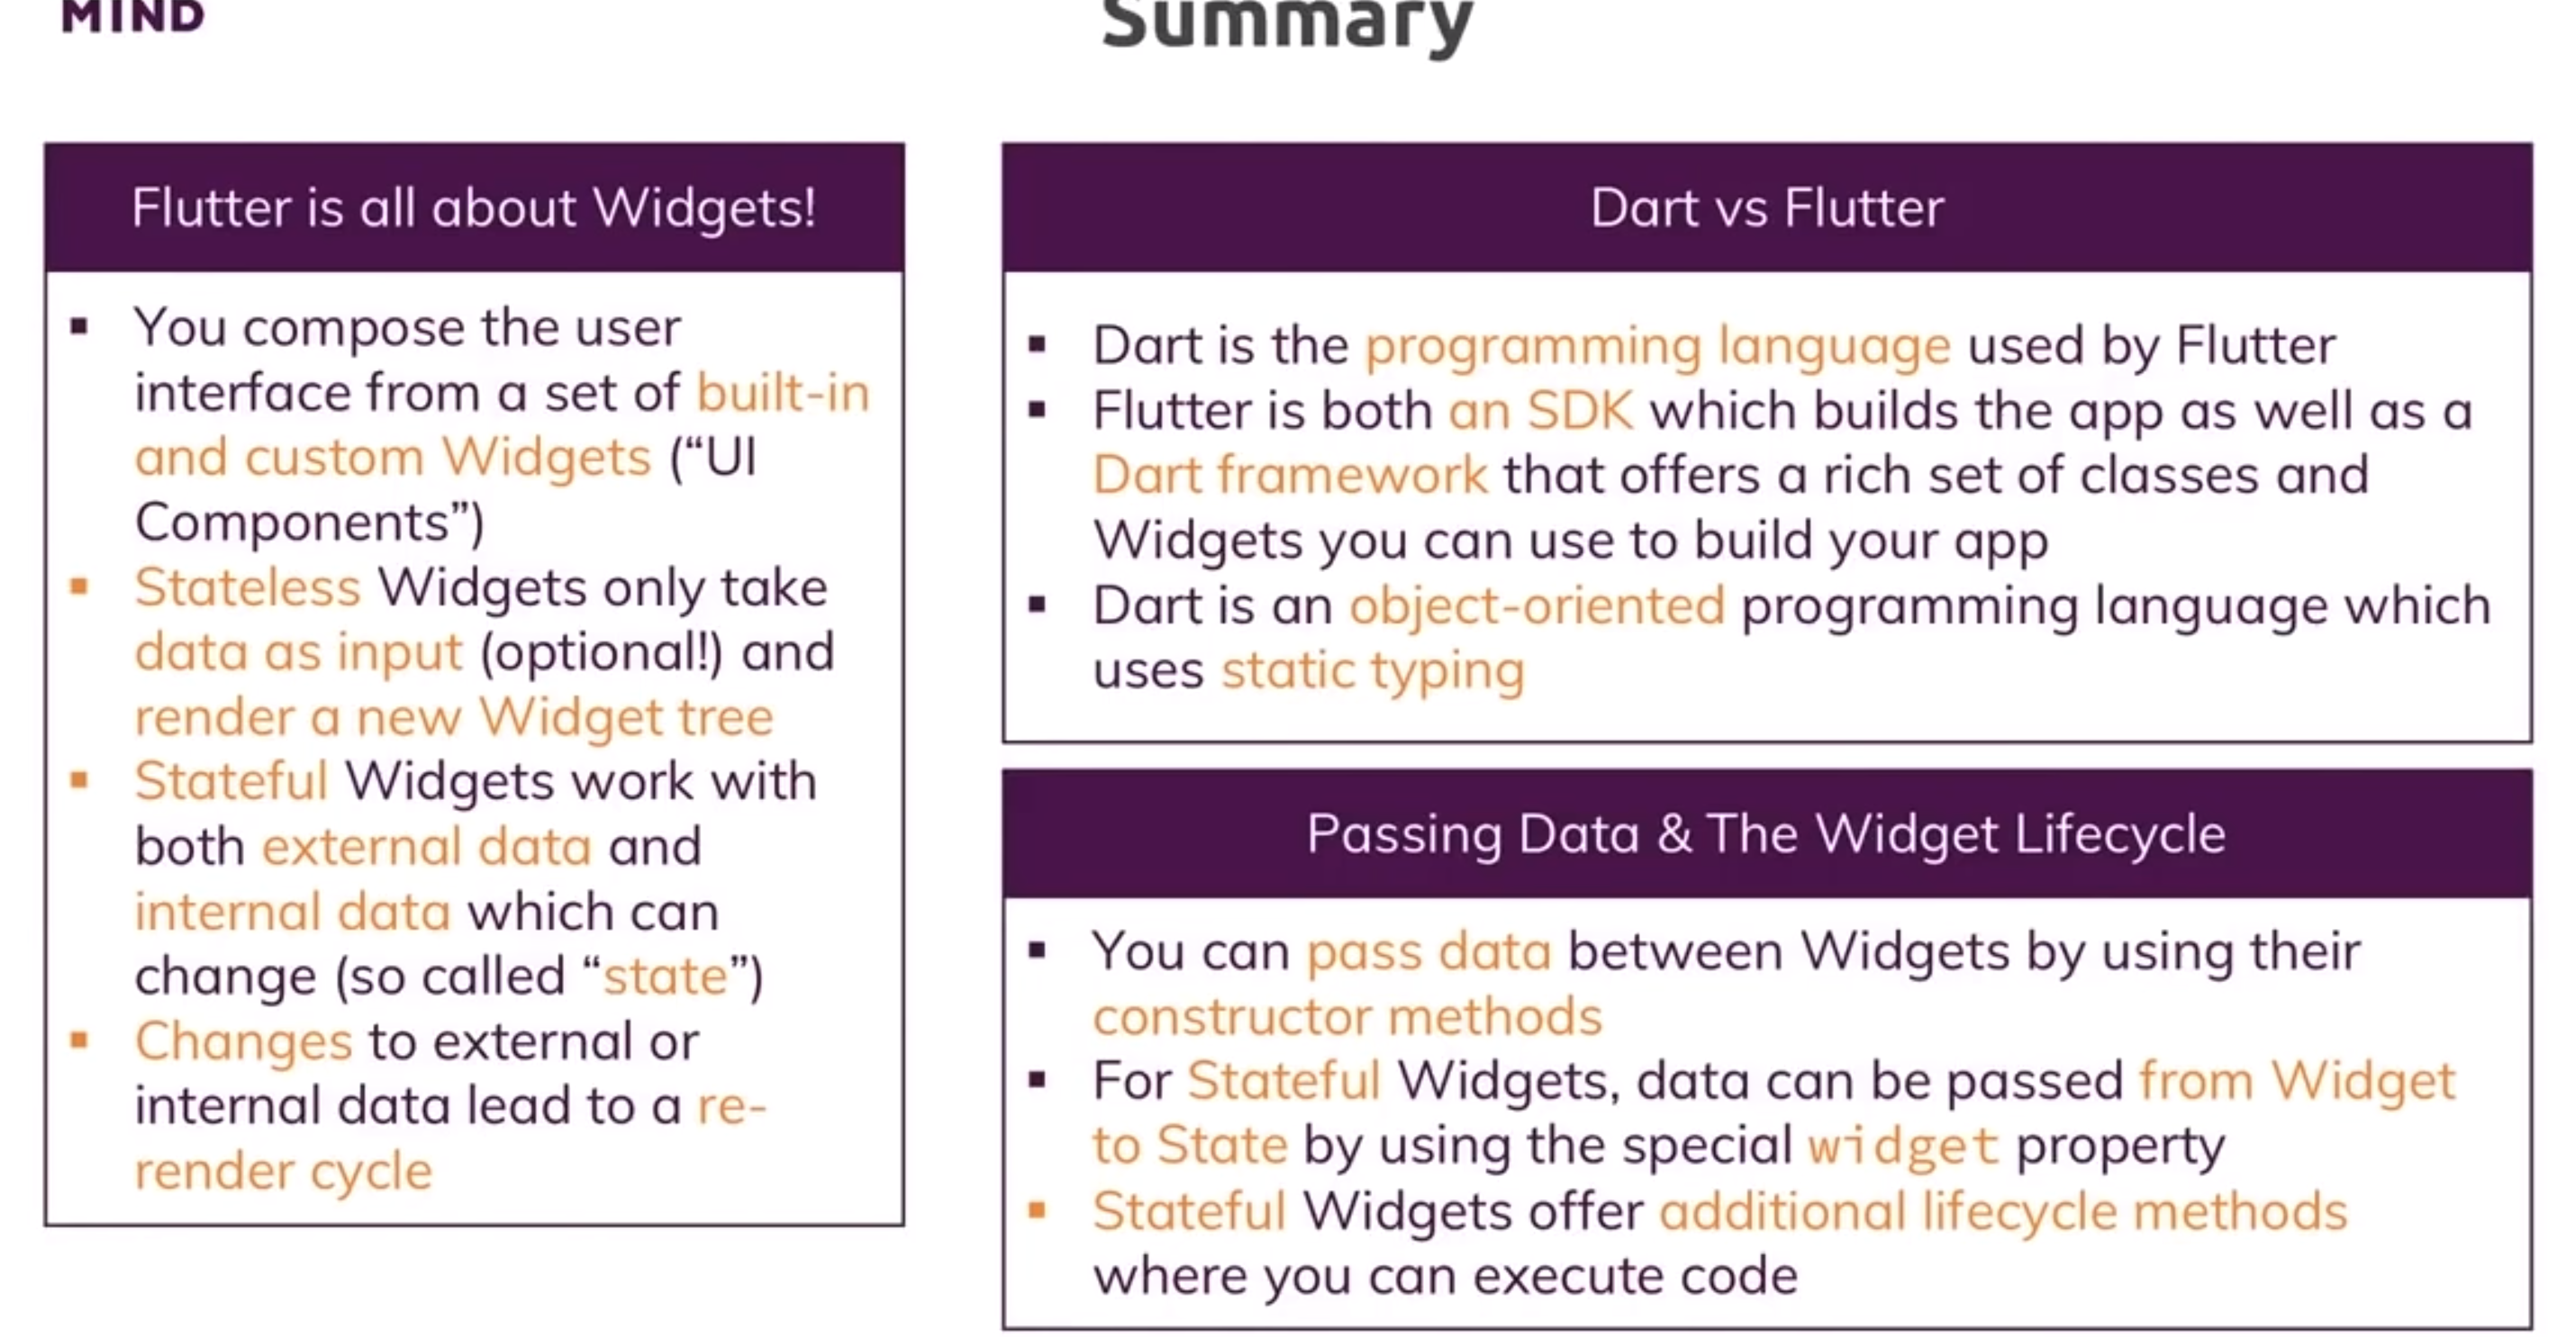 MIND
Summary
Flutter is all about Widgets!
▪ You compose the user
interface from a set of built-in
and custom Widgets (“UI
Components”)
▪ Stateless Widgets only take
data as input (optional!) and
render a new Widget tree
▪ Stateful Widgets work with
both external data and
internal data which can
change (so called “state”)
▪ Changes to external or
internal data lead to a re-
render cycle
Dart vs Flutter
▪ Dart is the programming language used by Flutter
▪ Flutter is both an SDK which builds the app as well as a
Dart framework that offers a rich set of classes and
Widgets you can use to build your app
▪ Dart is an object-oriented programming language which
uses static typing
Passing Data & The Widget Lifecycle
▪ You can pass data between Widgets by using their
constructor methods
▪ For Stateful Widgets, data can be passed from Widget
to State by using the special widget property
▪ Stateful Widgets offer additional lifecycle methods
where you can execute code